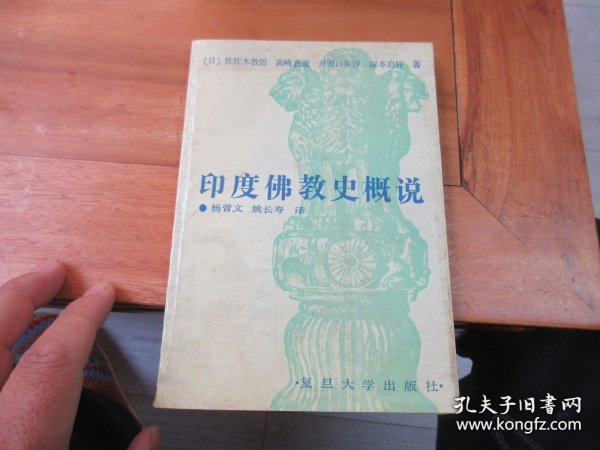 [日] 佐佐木教悟 高崎直道 井野口泰淳 塚本启祥 著
印度佛教史概说
●杨曾文 姚长寿 译
·复旦大学出版社·
孔夫子旧书网
www.kongfz.com